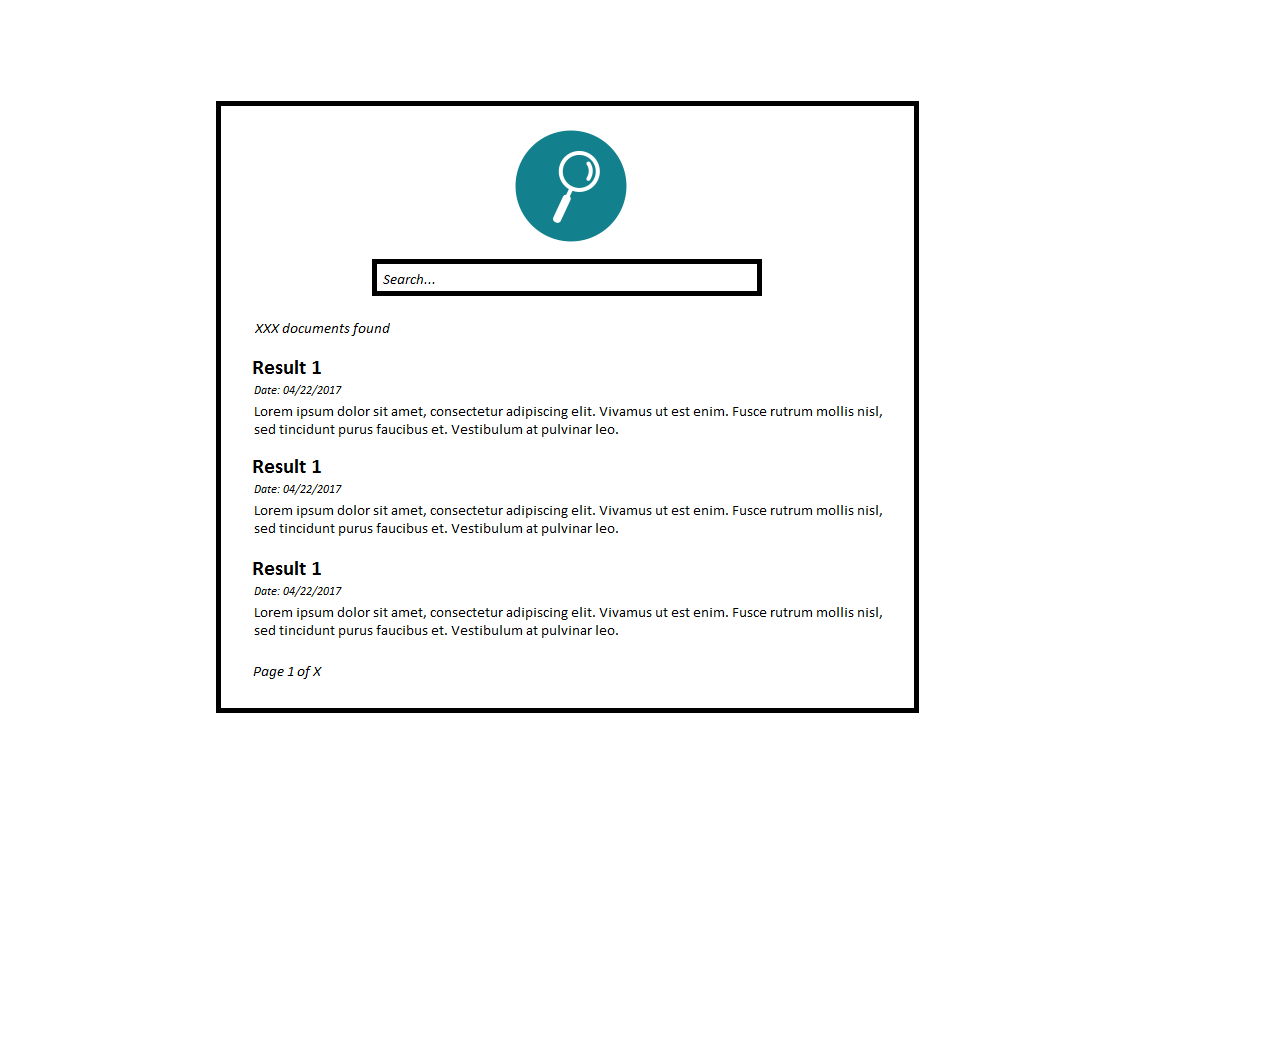 Search...
XXX documents found
Result 1
Date: 04/22/2017
Lorem ipsum dolor sit amet, consectetur adipiscing elit. Vivamus ut est enim. Fusce rutrum mollis nisl,
sed tincidunt purus faucibus et. Vestibulum at pulvinar leo.
Result 1
Date: 04/22/2017
Lorem ipsum dolor sit amet, consectetur adipiscing elit. Vivamus ut est enim. Fusce rutrum mollis nisl,
sed tincidunt purus faucibus et. Vestibulum at pulvinar leo.
Result 1
Date: 04/22/2017
Lorem ipsum dolor sit amet, consectetur adipiscing elit. Vivamus ut est enim. Fusce rutrum mollis nisl,
sed tincidunt purus faucibus et. Vestibulum at pulvinar leo.
Page 1 of X